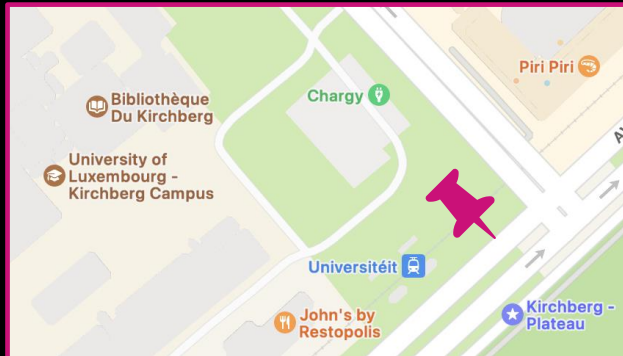 Piri Piri
Chargy
Bibliothèque
Du Kirchberg
University of
Luxembourg -
Kirchberg Campus
Universitéit
John's by
Restopolis
Kirchberg -
Plateau